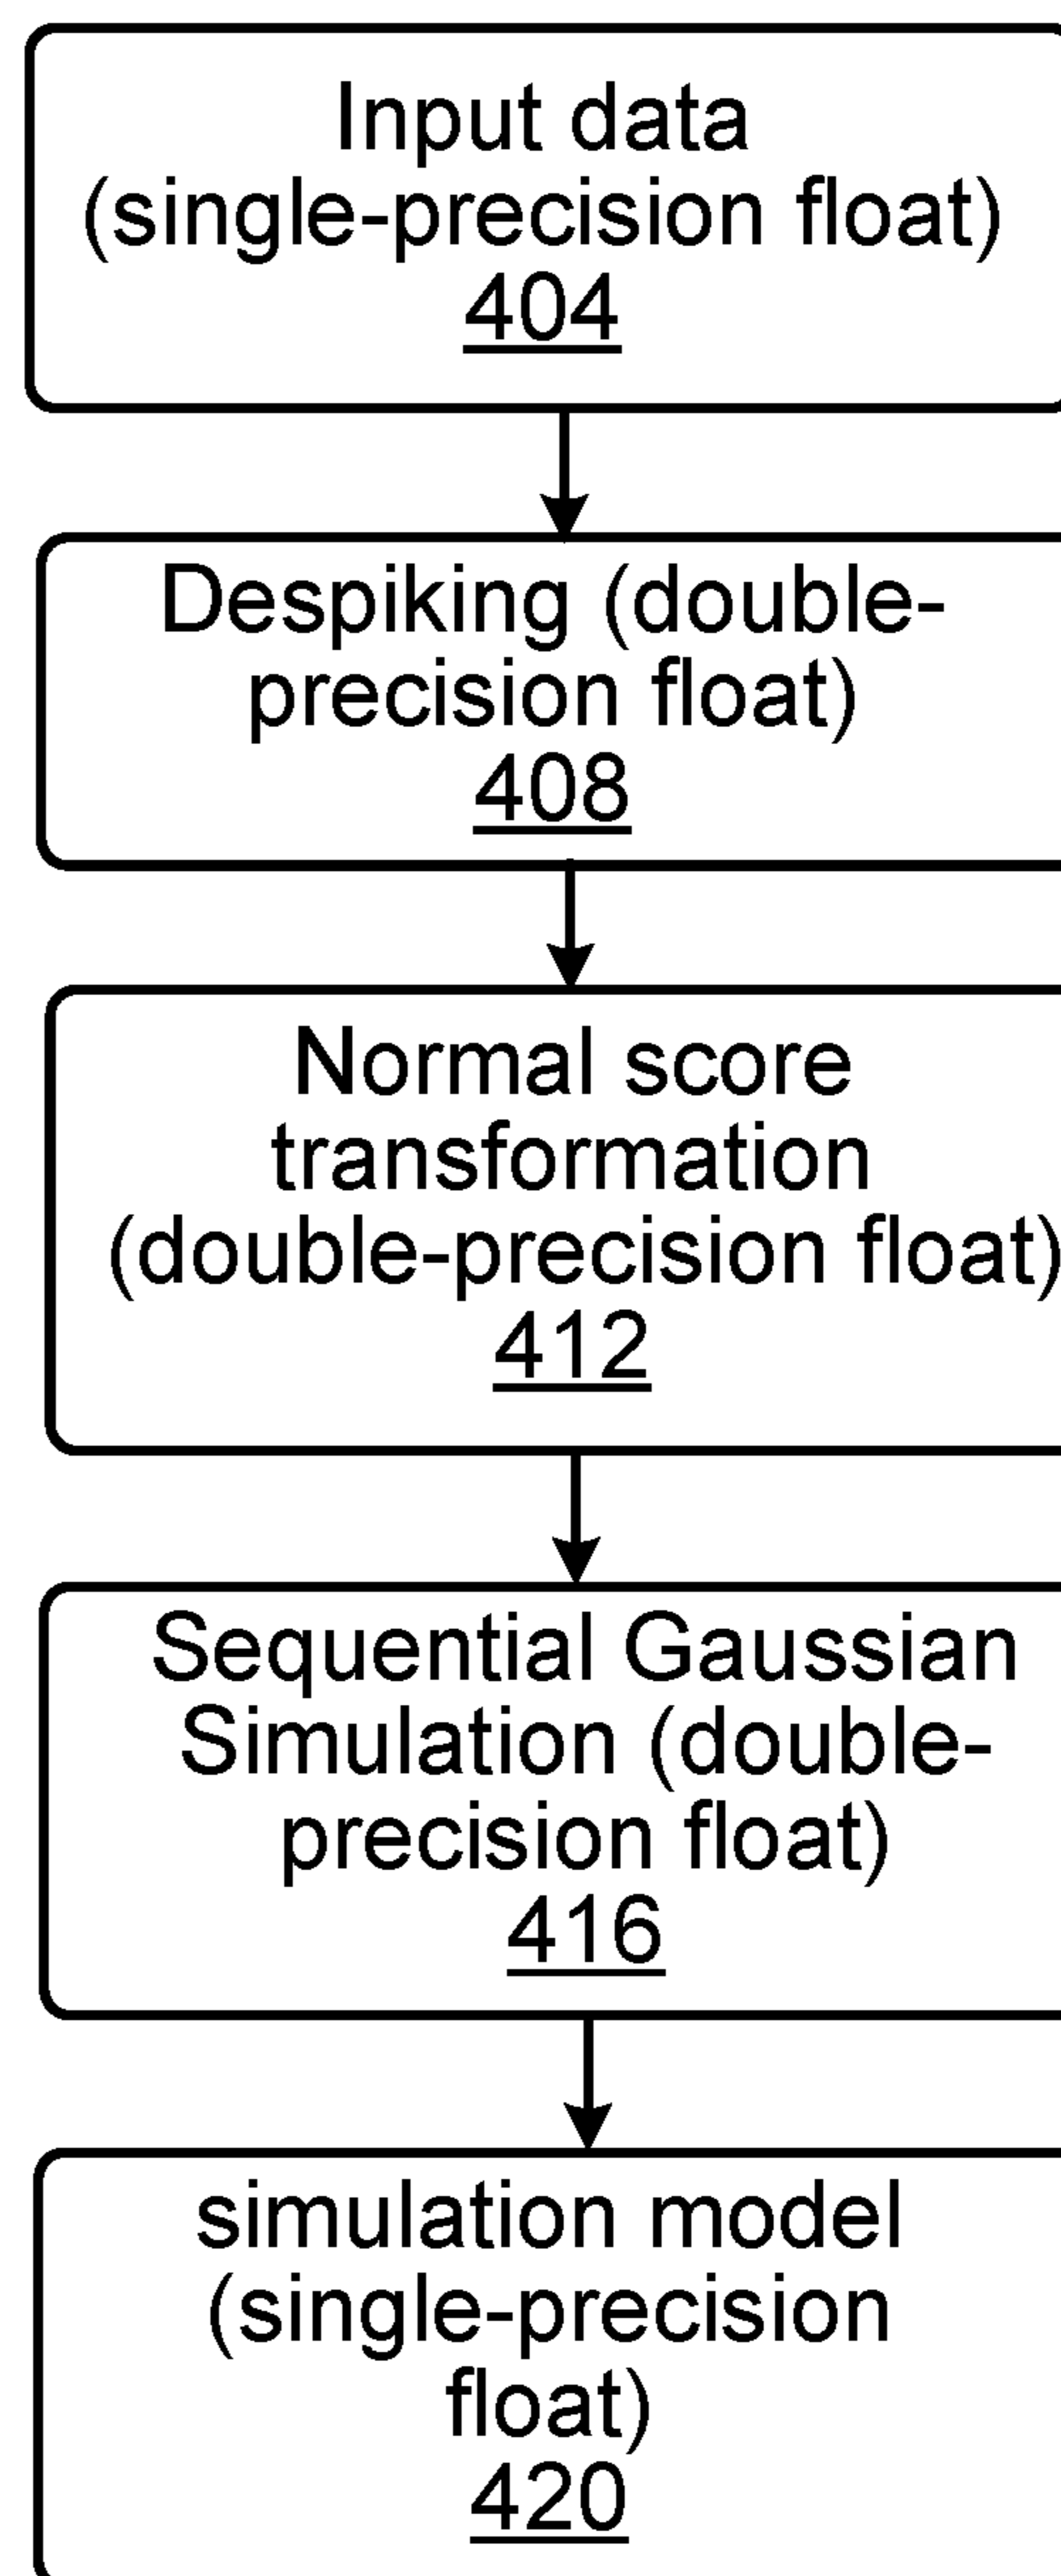 Input data
(single-precision float)
404
Despiking (double-
precision float)
408
Normal score
transformation
(double-precision float)
412
Sequential Gaussian
Simulation (double-
precision float)
416
simulation model
(single-precision
float)
420